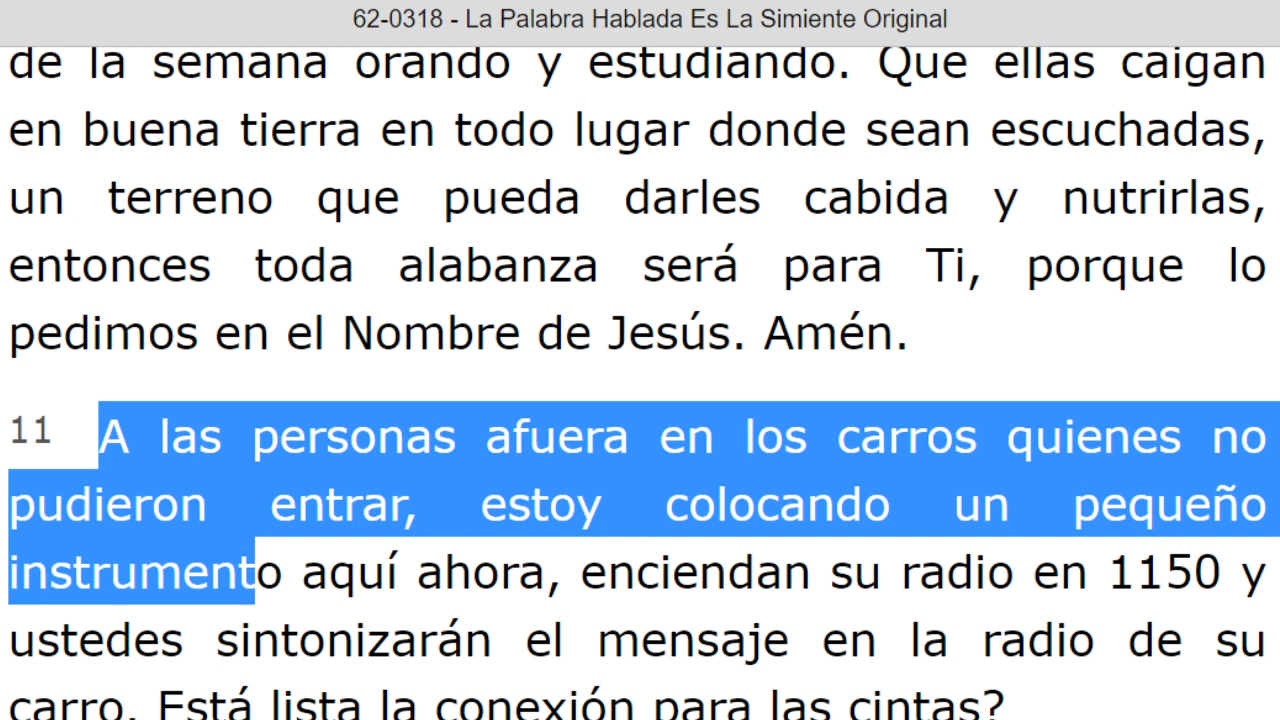 62-0318 - La Palabra Hablada Es La Simiente Original
de la semana orando y estudiando. Que ellas caigan
en buena tierra en todo lugar donde sean escuchadas,
un terreno que pueda darles cabida y nutrirlas,
entonces toda alabanza será para Ti, porque lo
pedimos en el Nombre de Jesús. Amén.
11 A las personas afuera en los carros quienes no
pudieron entrar, estoy colocando un pequeño
instrumento aquí ahora, enciendan su radio en 1150 y
ustedes sintonizarán el mensaje en la radio de su
carro. Está lista la conexión para las cintas?